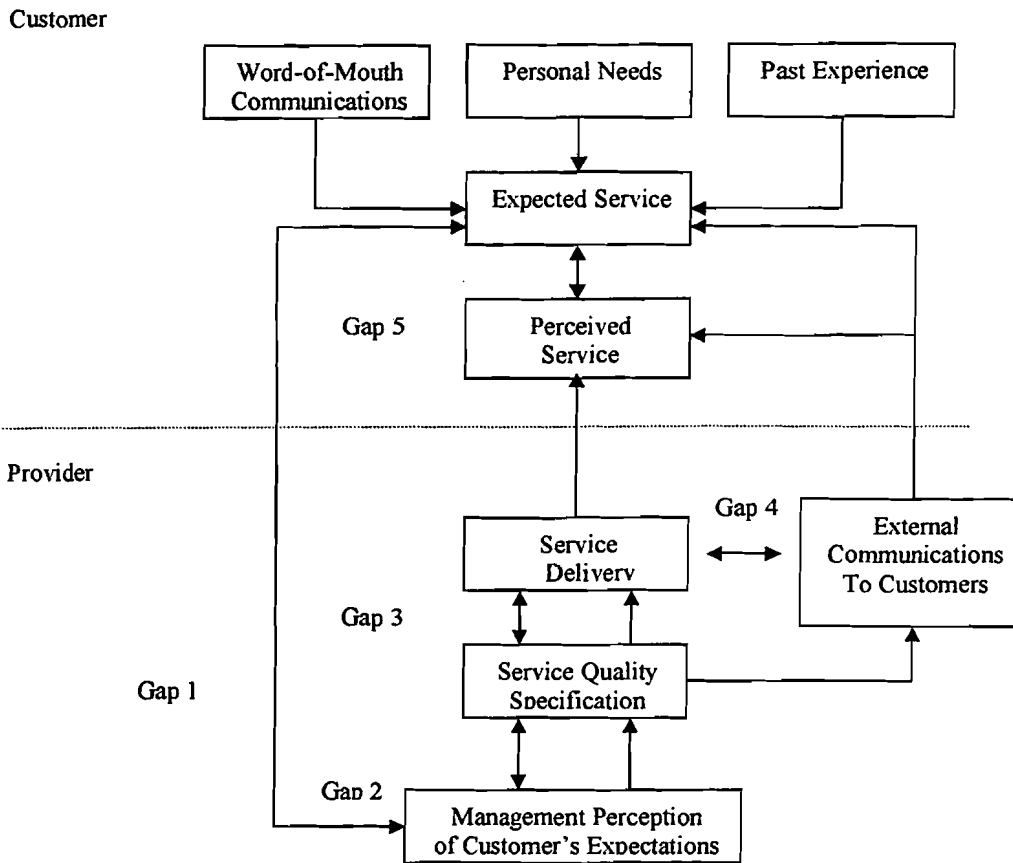 Customer
Word-of-Mouth
Communications
Personal Needs
Past Experience
Expected Service
Gap 5
Perceived
Service
Provider
Gap 4
External
Communications
To Customers
Service
Delivery
Gap 3
Service Quality
Specification
Gap 1
Gap 2
Management Perception
of Customer's Expectations